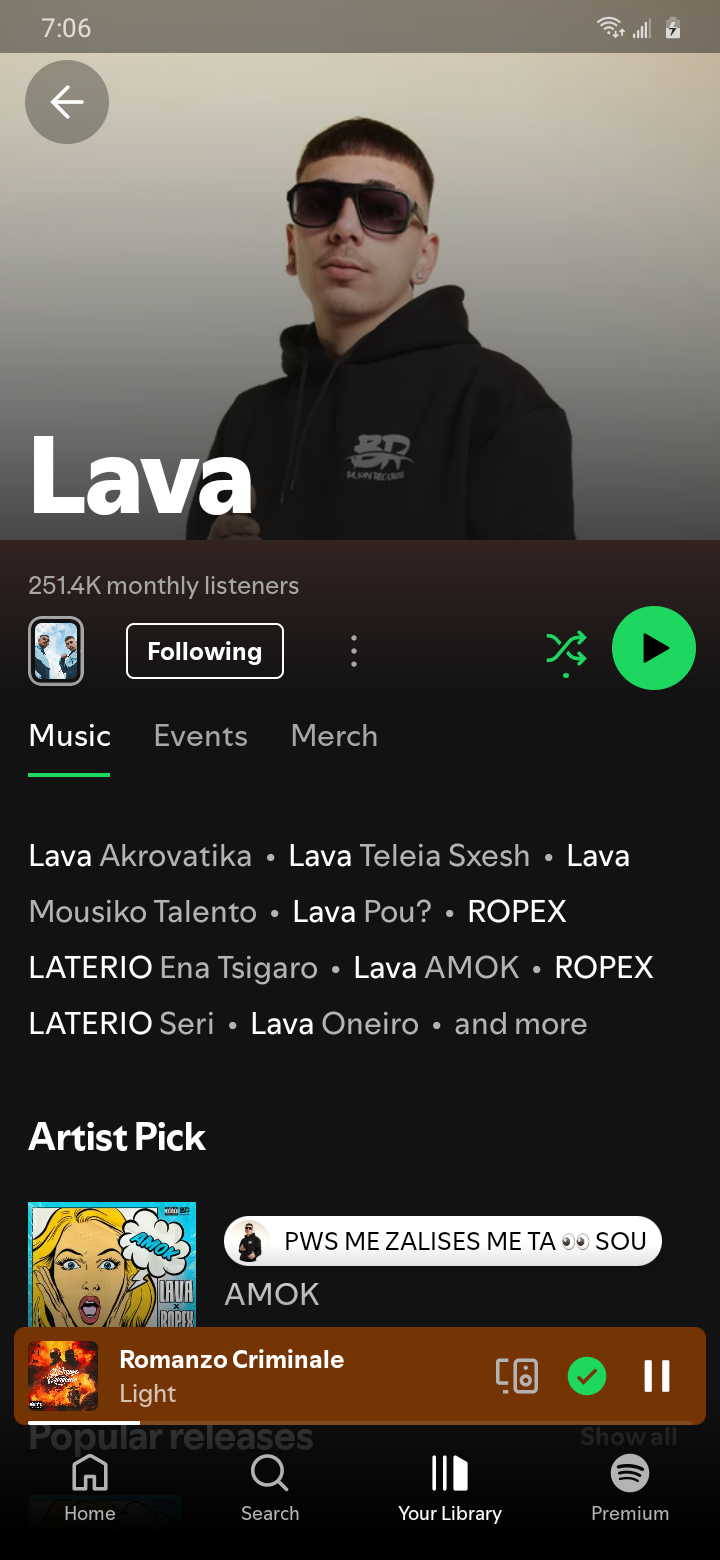 7:06
Lava
BR
BALKAN RECORDS
251.4K monthly listeners
Following
Music Events Merch
Lava Akrovatika • Lava Teleia Sxesh • Lava
Mousiko Talento • Lava Pou? • ROPEX
LATERIO Ena Tsigaro • Lava AMOK • ROPEX
LATERIO Seri • Lava Oneiro • and more
Artist Pick
AMOK
LAVA
X
ROPEX
PWS ME ZALISES ME TA 👀 SOU
AMOK
Romanzo Criminale
Light
Popular releases Show all
Home Search Your Library Premium